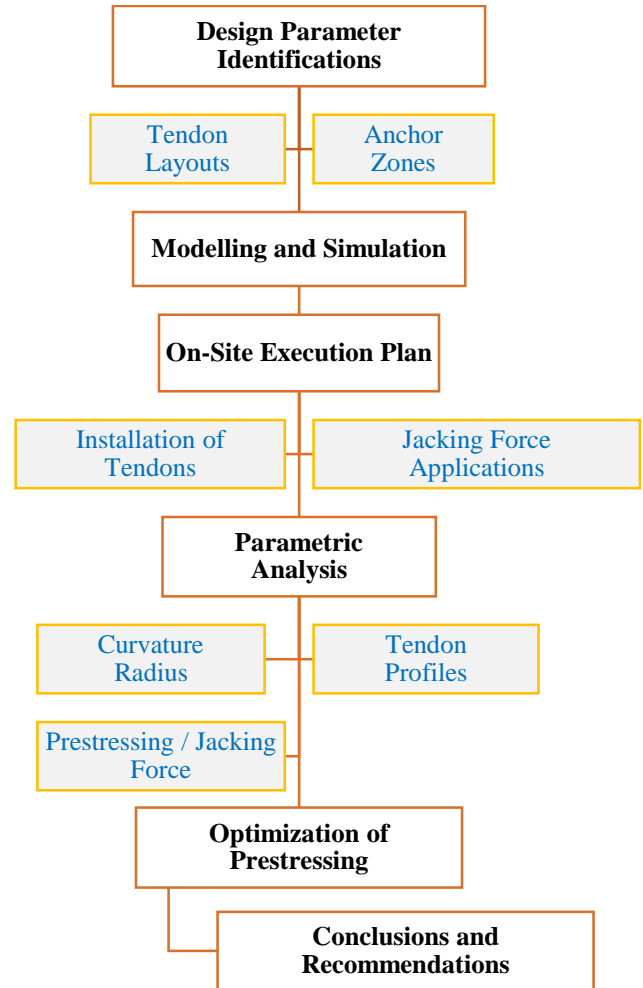 Design Parameter
Identifications
Tendon
Layouts
Anchor
Zones
Modelling and Simulation
On-Site Execution Plan
Installation of
Tendons
Jacking Force
Applications
Parametric
Analysis
Curvature
Radius
Tendon
Profiles
Prestressing / Jacking
Force
Optimization of
Prestressing
Conclusions and
Recommendations